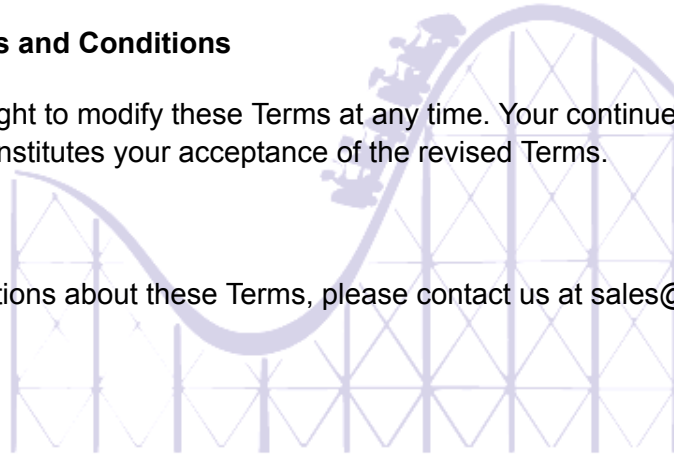 s and Conditions
ght to modify these Terms at any time. Your continue
nstitutes your acceptance of the revised Terms.
tions about these Terms, please contact us at sales@